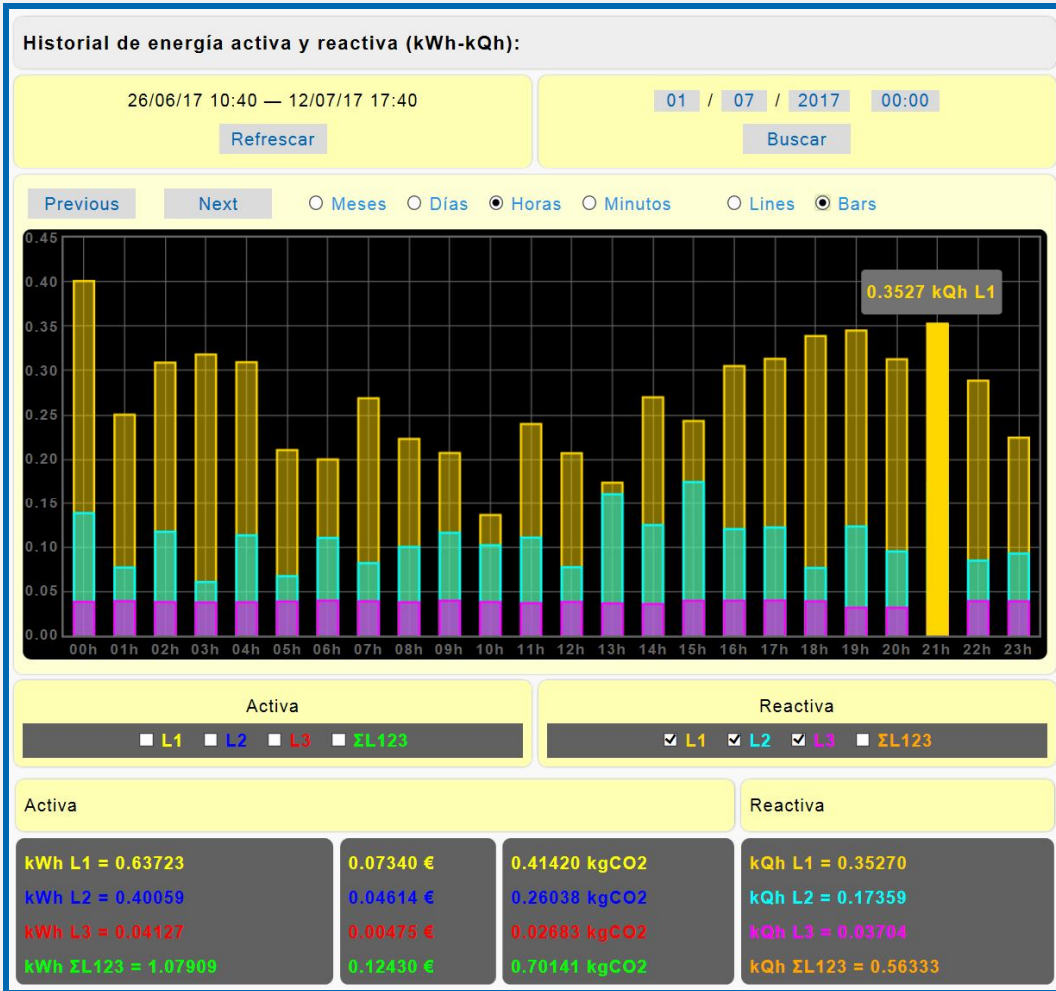 Historial de energía activa y reactiva (kWh-kQh):
26/06/17 10:40 — 12/07/17 17:40
Refrescar
01 / 07 / 2017 00:00
Buscar
Previous Next Meses Días Horas Minutos Lines Bars
0.45
0.40
0.3527 kQh L1
0.35
0.30
0.25
0.20
0.15
0.10
0.05
0.00
00h 01h 02h 03h 04h 05h 06h 07h 08h 09h 10h 11h 12h 13h 14h 15h 16h 17h 18h 19h 20h 21h 22h 23h
Activa
L1 L2 L3 ΣL123
Reactiva
L1 L2 L3 ΣL123
Activa
Reactiva
kWh L1 = 0.63723 0.07340 € 0.41420 kgCO2 kQh L1 = 0.35270
kWh L2 = 0.40059 0.04614 € 0.26038 kgCO2 kQh L2 = 0.17359
kWh L3 = 0.04127 0.00475 € 0.02683 kgCO2 kQh L3 = 0.03704
kWh ΣL123 = 1.07909 0.12430 € 0.70141 kgCO2 kQh ΣL123 = 0.56333